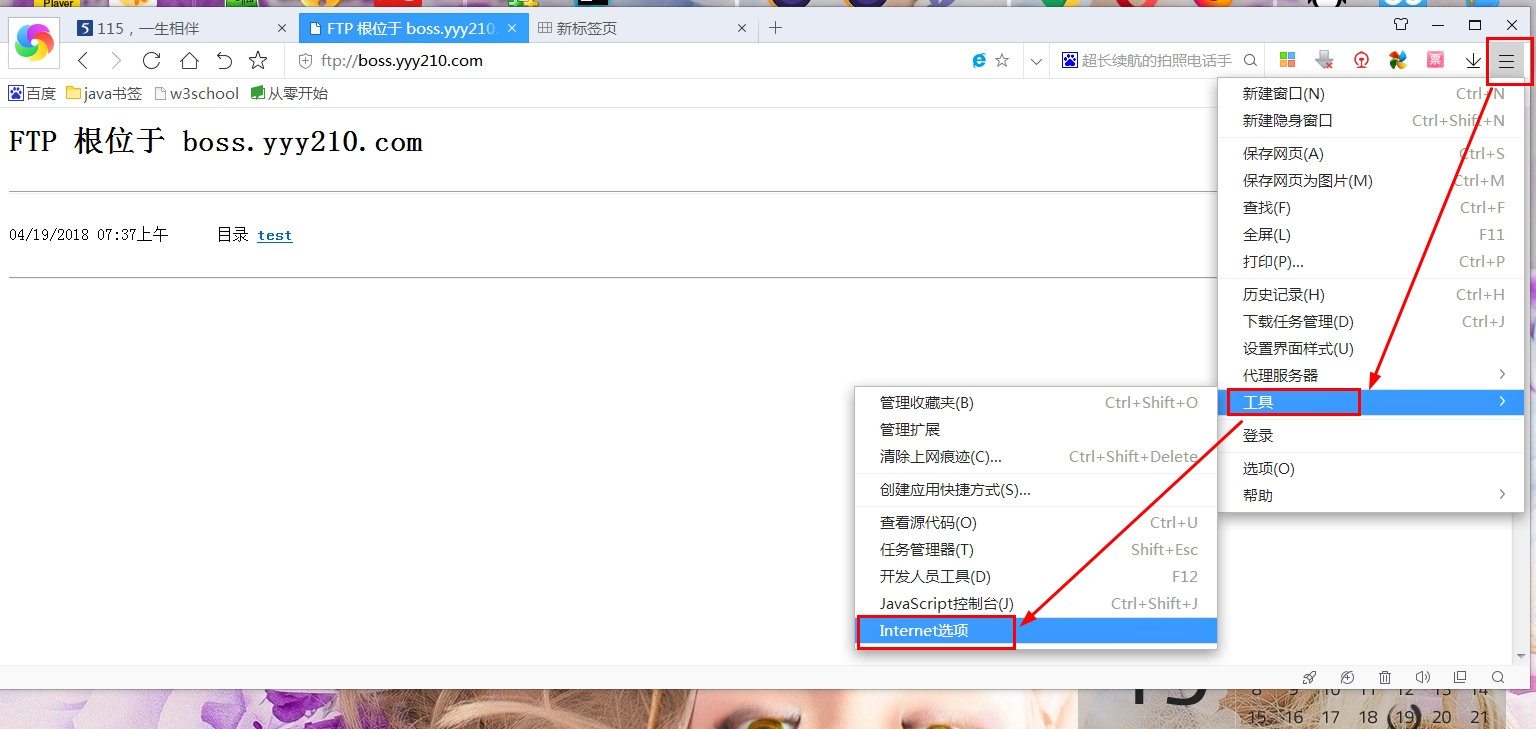 Player
115，一生相伴
FTP 根位于 boss.yyy210.
新标签页
ftp://boss.yyy210.com
超长续航的拍照电话手
票
百度
java书签
w3school
从零开始
FTP 根位于 boss.yyy210.com
04/19/2018 07:37上午 目录 test
新建窗口(N) Ctrl+N
新建隐身窗口 Ctrl+Shift+N
保存网页(A) Ctrl+S
保存网页为图片(M) Ctrl+M
查找(F) Ctrl+F
全屏(L) F11
打印(P)... Ctrl+P
历史记录(H) Ctrl+H
下载任务管理(D) Ctrl+J
设置界面样式(U)
代理服务器
工具
登录
选项(O)
帮助
管理收藏夹(B) Ctrl+Shift+O
管理扩展
清除上网痕迹(C)... Ctrl+Shift+Delete
创建应用快捷方式(S)...
查看源代码(O) Ctrl+U
任务管理器(T) Shift+Esc
开发人员工具(D) F12
JavaScript控制台(J) Ctrl+Shift+J
Internet选项
8 9 10 11 12 13 14
15 16 17 18 19 20 21